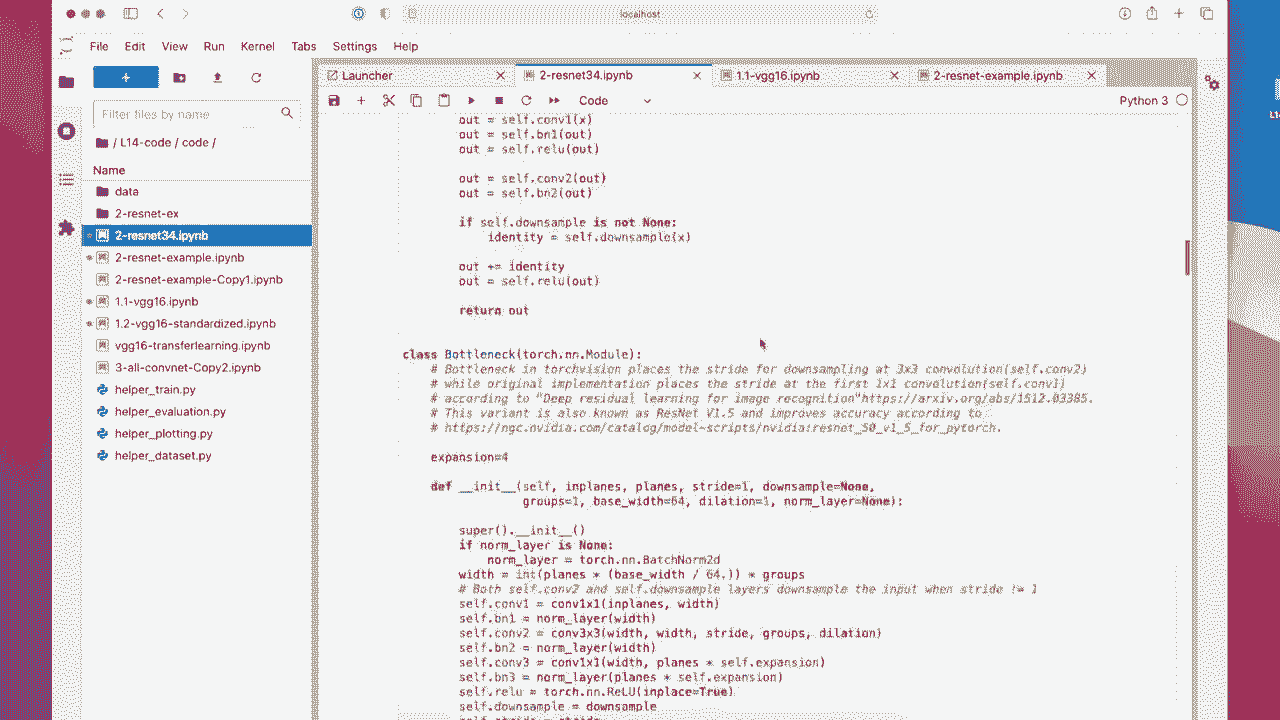 localhost
File Edit View Run Kernel Tabs Settings Help
Launcher
2-resnet34.ipynb
1.1-vgg16.ipynb
2-resnet-example.ipynb
Filter files by name
Code
Python 3
/ L14-code / code /
Name
data
2-resnet-ex
2-resnet34.ipynb
2-resnet-example.ipynb
2-resnet-example-Copy1.ipynb
1.1-vgg16.ipynb
1.2-vgg16-standardized.ipynb
vgg16-transferlearning.ipynb
3-all-convnet-Copy2.ipynb
helper_train.py
helper_evaluation.py
helper_plotting.py
helper_dataset.py
out = self.conv1(x)
out = self.bn1(out)
out = self.relu(out)
out = self.conv2(out)
out = self.bn2(out)
if self.downsample is not None:
identity = self.downsample(x)
out += identity
out = self.relu(out)
return out
class Bottleneck(torch.nn.Module):
# Bottleneck in torchvision places the stride for downsampling at 3x3 convolution(self.conv2)
# while original implementation places the stride at the first 1x1 convolution(self.conv1)
# according to "Deep residual learning for image recognition"https://arxiv.org/abs/1512.03385.
# This variant is also known as ResNet V1.5 and improves accuracy according to
# https://ngc.nvidia.com/catalog/model-scripts/nvidia:resnet_50_v1_5_for_pytorch.
expansion=4
def __init__(self, inplanes, planes, stride=1, downsample=None,
groups=1, base_width=64, dilation=1, norm_layer=None):
super().__init__()
if norm_layer is None:
norm_layer = torch.nn.BatchNorm2d
width = int(planes * (base_width / 64.)) * groups
# Both self.conv2 and self.downsample layers downsample the input when stride != 1
self.conv1 = conv1x1(inplanes, width)
self.bn1 = norm_layer(width)
self.conv2 = conv3x3(width, width, stride, groups, dilation)
self.bn2 = norm_layer(width)
self.conv3 = conv1x1(width, planes * self.expansion)
self.bn3 = norm_layer(planes * self.expansion)
self.relu = torch.nn.ReLU(inplace=True)
self.downsample = downsample